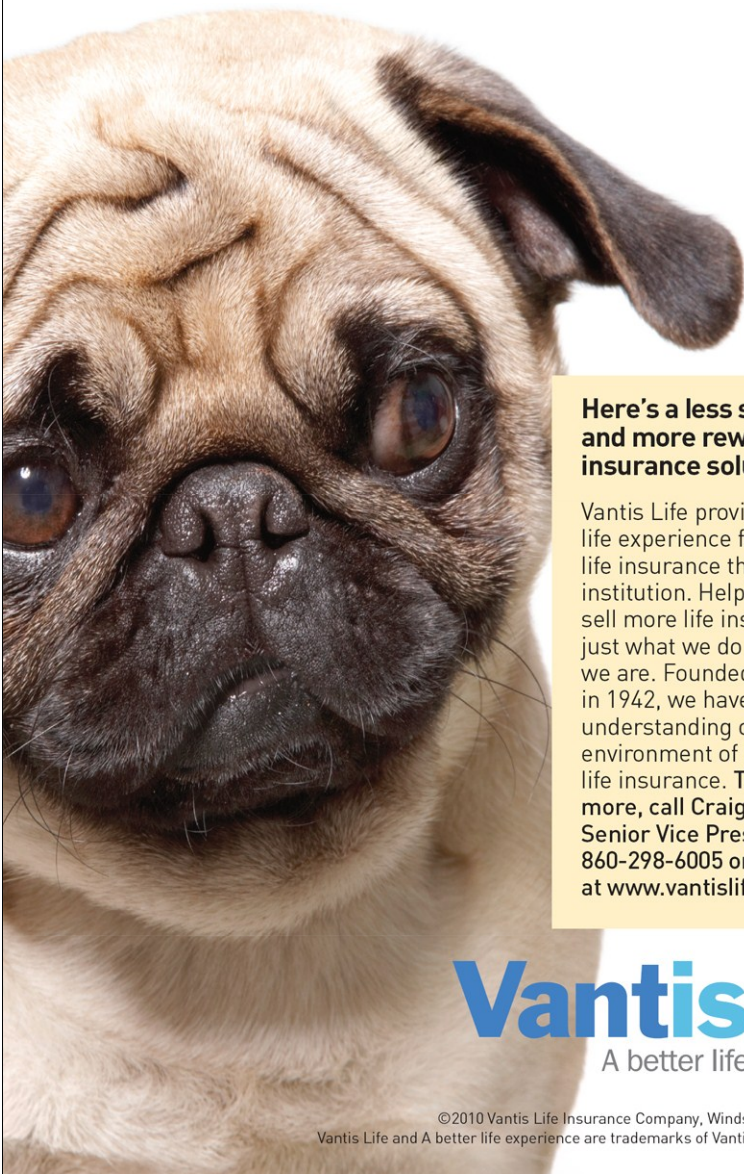 Here's a less s
and more rew
insurance solu
Vantis Life provi
life experience f
life insurance th
institution. Help
sell more life ins
just what we do
we are. Founded
in 1942, we have
understanding o
environment of
life insurance. T
more, call Craig
Senior Vice Pres
860-298-6005 or
at www.vantislif
Vantis
A better life
©2010 Vantis Life Insurance Company, Winds
Vantis Life and A better life experience are trademarks of Vanti